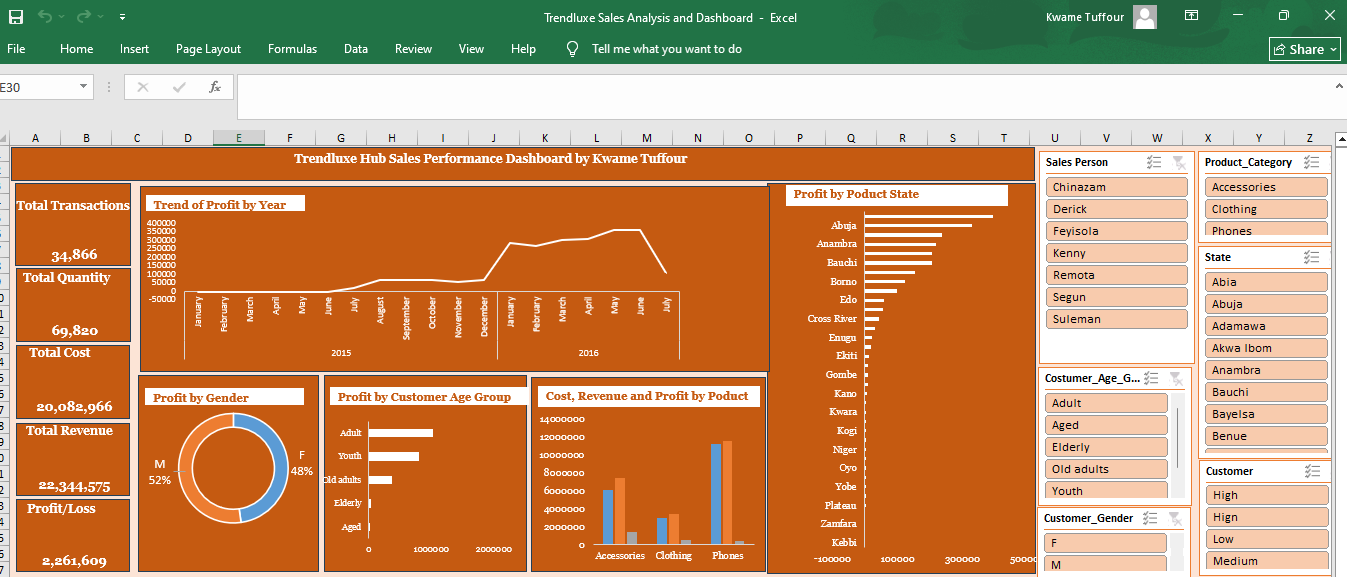 Trendluxe Sales Analysis and Dashboard - Excel
Kwame Tuffour
File Home Insert Page Layout Formulas Data Review View Help Tell me what you want to do
Share
E30
fx
A B C D E F G H I J K L M N O P Q R S T U V W X Y Z
Trendluxe Hub Sales Performance Dashboard by Kwame Tuffour
Total Transactions
34,866
Total Quantity
69,820
Total Cost
20,082,966
Total Revenue
22,344,575
Profit/Loss
2,261,609
Trend of Profit by Year
400000
350000
300000
250000
200000
150000
100000
50000
0
-50000
January February March April May June July August September October November December January February March April May June July
2015 2016
Profit by Gender
M
52%
F
48%
Profit by Customer Age Group
Adult
Youth
Old adults
Elderly
Aged
0 1000000 2000000
Cost, Revenue and Profit by Poduct
14000000
12000000
10000000
8000000
6000000
4000000
2000000
0
Accessories Clothing Phones
Profit by Poduct State
Abuja
Anambra
Bauchi
Borno
Edo
Cross River
Enugu
Ekiti
Gombe
Kano
Kwara
Kogi
Niger
Oyo
Yobe
Plateau
Zamfara
Kebbi
-100000 100000 300000 50000
Sales Person
Chinazam
Derick
Feyisola
Kenny
Remota
Segun
Suleman
Costumer_Age_G...
Adult
Aged
Elderly
Old adults
Youth
Customer_Gender
F
M
Product_Category
Accessories
Clothing
Phones
State
Abia
Abuja
Adamawa
Akwa Ibom
Anambra
Bauchi
Bayelsa
Benue
Customer
High
Hign
Low
Medium